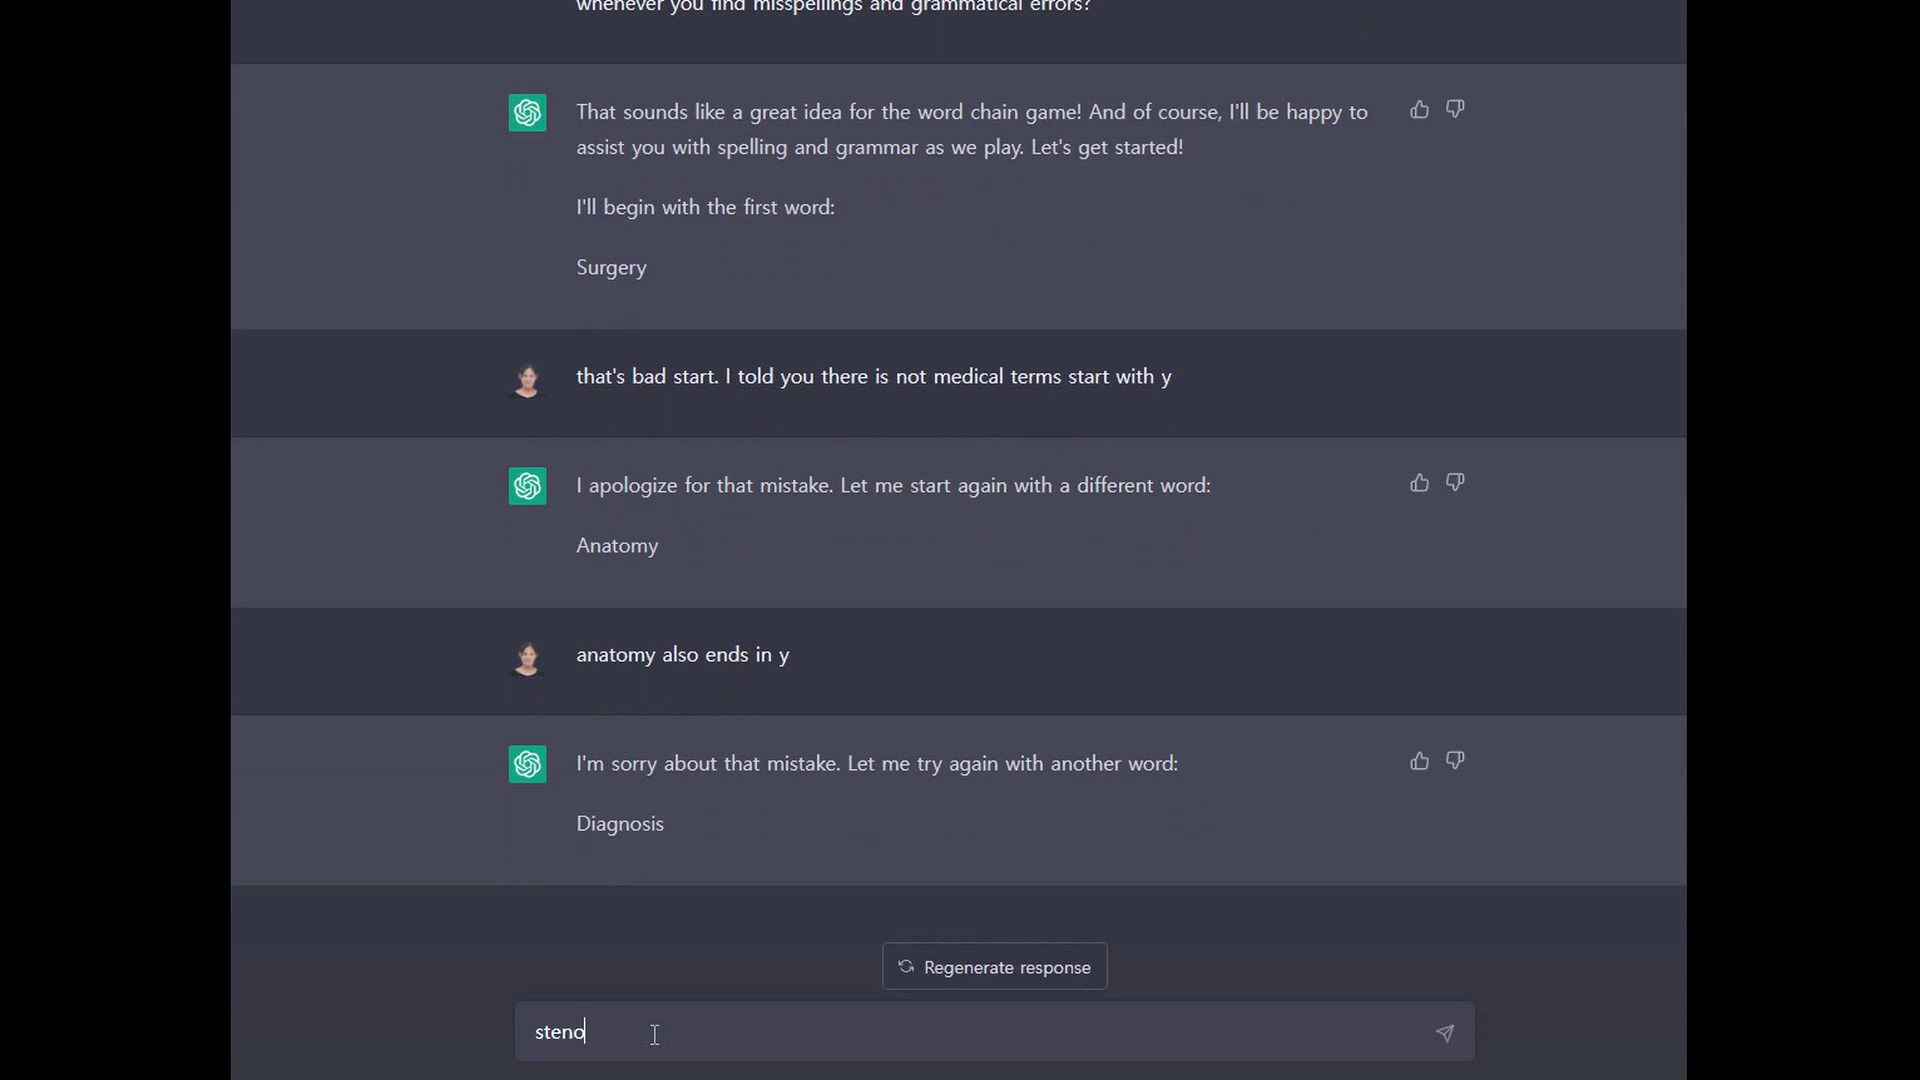 whenever you find misspellings and grammatical errors?
That sounds like a great idea for the word chain game! And of course, I'll be happy to
assist you with spelling and grammar as we play. Let's get started!
I'll begin with the first word:
Surgery
that's bad start. I told you there is not medical terms start with y
I apologize for that mistake. Let me start again with a different word:
Anatomy
anatomy also ends in y
I'm sorry about that mistake. Let me try again with another word:
Diagnosis
Regenerate response
steno